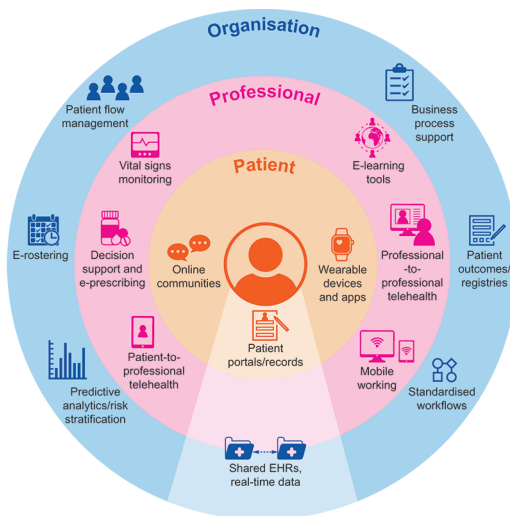 Organisation
Patient flow
management
Business
process
support
Professional
Vital signs
monitoring
E-learning
tools
Patient
E-rostering
Decision
support and
e-prescribing
Online
communities
Wearable
devices
and apps
Professional
-to-
professional
telehealth
Patient
outcomes/
registries
Patient
portals/records
Patient-to-
professional
telehealth
Mobile
working
Predictive
analytics/risk
stratification
Standardised
workflows
Shared EHRs,
real-time data